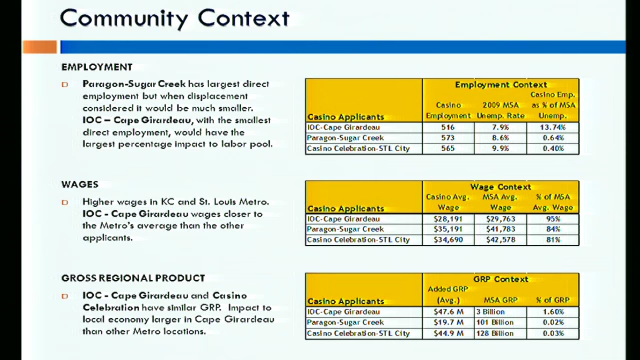 Community Context
EMPLOYMENT
Paragon-Sugar Creek has largest direct
employment but when displacement
considered it would be much smaller.
IOC – Cape Girardeau, with the
smallest direct employment, would have the
largest percentage impact to labor pool.
Employment Context
Casino Applicants Casino Employment 2009 MSA Unemp. Rate Casino Emp. as % of MSA Unemp.
IOC-Cape Girardeau 516 7.9% 13.74%
Paragon-Sugar Creek 573 8.6% 0.64%
Casino Celebration-STL City 565 9.9% 0.40%
WAGES
Higher wages in KC and St. Louis Metro.
IOC - Cape Girardeau wages closer to
the Metro's average than the other
applicants.
Wage Context
Casino Applicants Casino Avg. Wage MSA Avg. Wage % of MSA Avg. Wage
IOC-Cape Girardeau $28,191 $29,763 95%
Paragon-Sugar Creek $35,191 $41,783 84%
Casino Celebration-STL City $34,690 $42,578 81%
GROSS REGIONAL PRODUCT
IOC - Cape Girardeau and Casino
Celebration have similar GRP. Impact to
local economy larger in Cape Girardeau
than other Metro locations.
GRP Context
Casino Applicants Added GRP (Avg.) MSA GRP % of GRP
IOC-Cape Girardeau $47.6 M 3 Billion 1.60%
Paragon-Sugar Creek $19.7 M 101 Billion 0.02%
Casino Celebration-STL City $44.9 M 128 Billion 0.03%